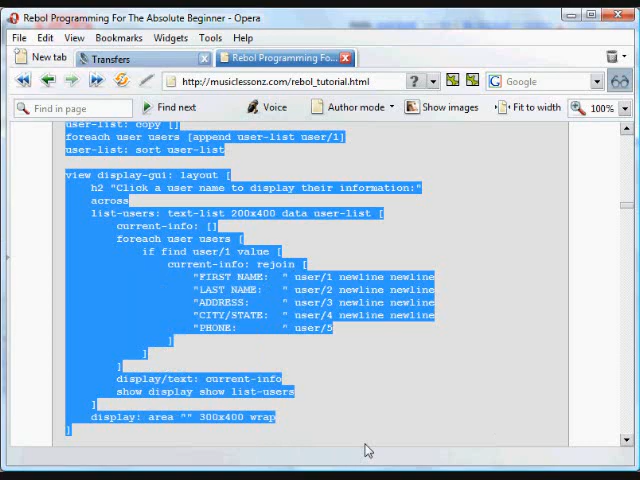 Rebol Programming For The Absolute Beginner - Opera
File Edit View Bookmarks Widgets Tools Help
New tab Transfers Rebol Programming Fo...
http://musiclessonz.com/rebol_tutorial.html ? Google
Find in page Find next Voice Author mode Show images Fit to width 100%
user-list: copy []
foreach user users [append user-list user/1]
user-list: sort user-list
view display-gui: layout [
h2 "Click a user name to display their information:"
across
list-users: text-list 200x400 data user-list [
current-info: []
foreach user users [
if find user/1 value [
current-info: rejoin [
"FIRST NAME:  " user/1 newline newline
"LAST NAME:   " user/2 newline newline
"ADDRESS:     " user/3 newline newline
"CITY/STATE:  " user/4 newline newline
"PHONE:       " user/5
]
]
]
display/text: current-info
show display show list-users
]
display: area "" 300x400 wrap
]